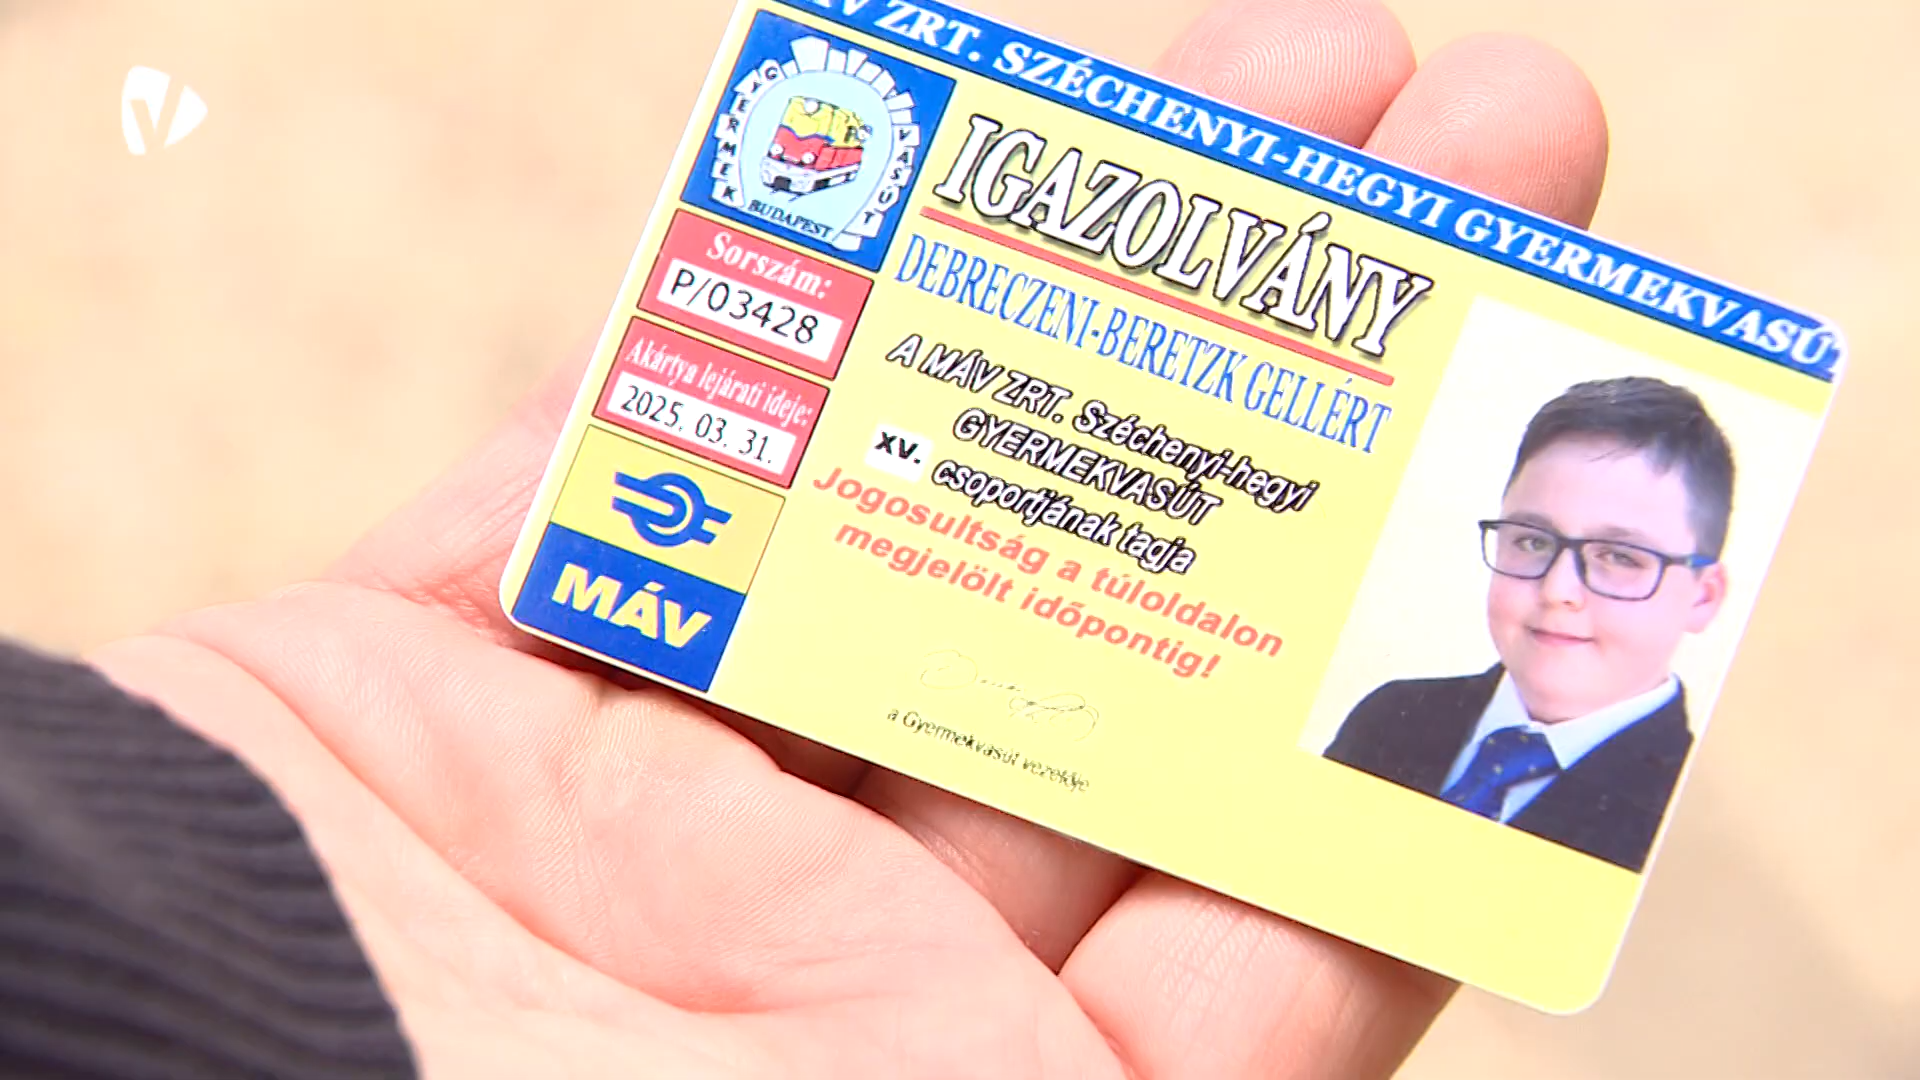 MÁV ZRT. SZÉCHENYI-HEGYI GYERMEKVASÚT
GYERMEKVASÚT
BUDAPEST
IGAZOLVÁNY
DEBRECZENI-BERETZK GELLÉRT
Sorszám:
P/03428
A kártya lejárati ideje:
2025. 03. 31.
MÁV
A MÁV ZRT. Széchenyi-hegyi
GYERMEKVASÚT
XV. csoportjának tagja
Jogosultság a túloldalon
megjelölt időpontig!
a Gyermekvasút vezetője